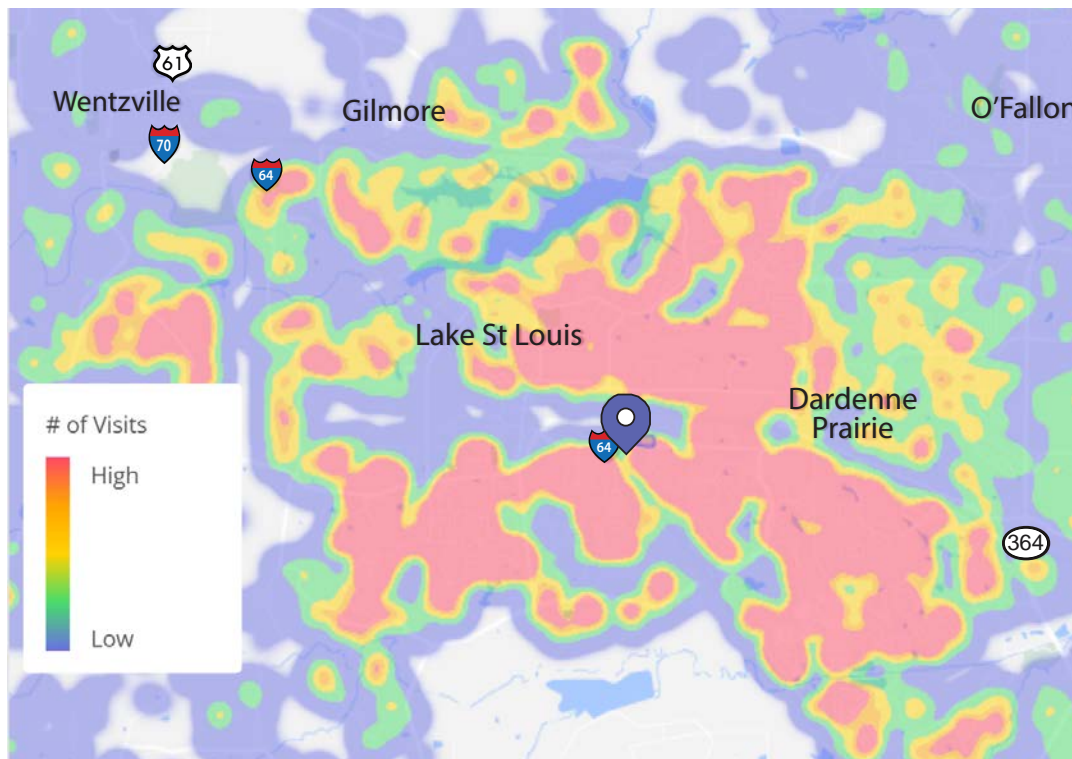 61
Wentzville
Gilmore
O'Fallon
70
64
Lake St Louis
Dardenne
Prairie
# of Visits
High
Low
64
364